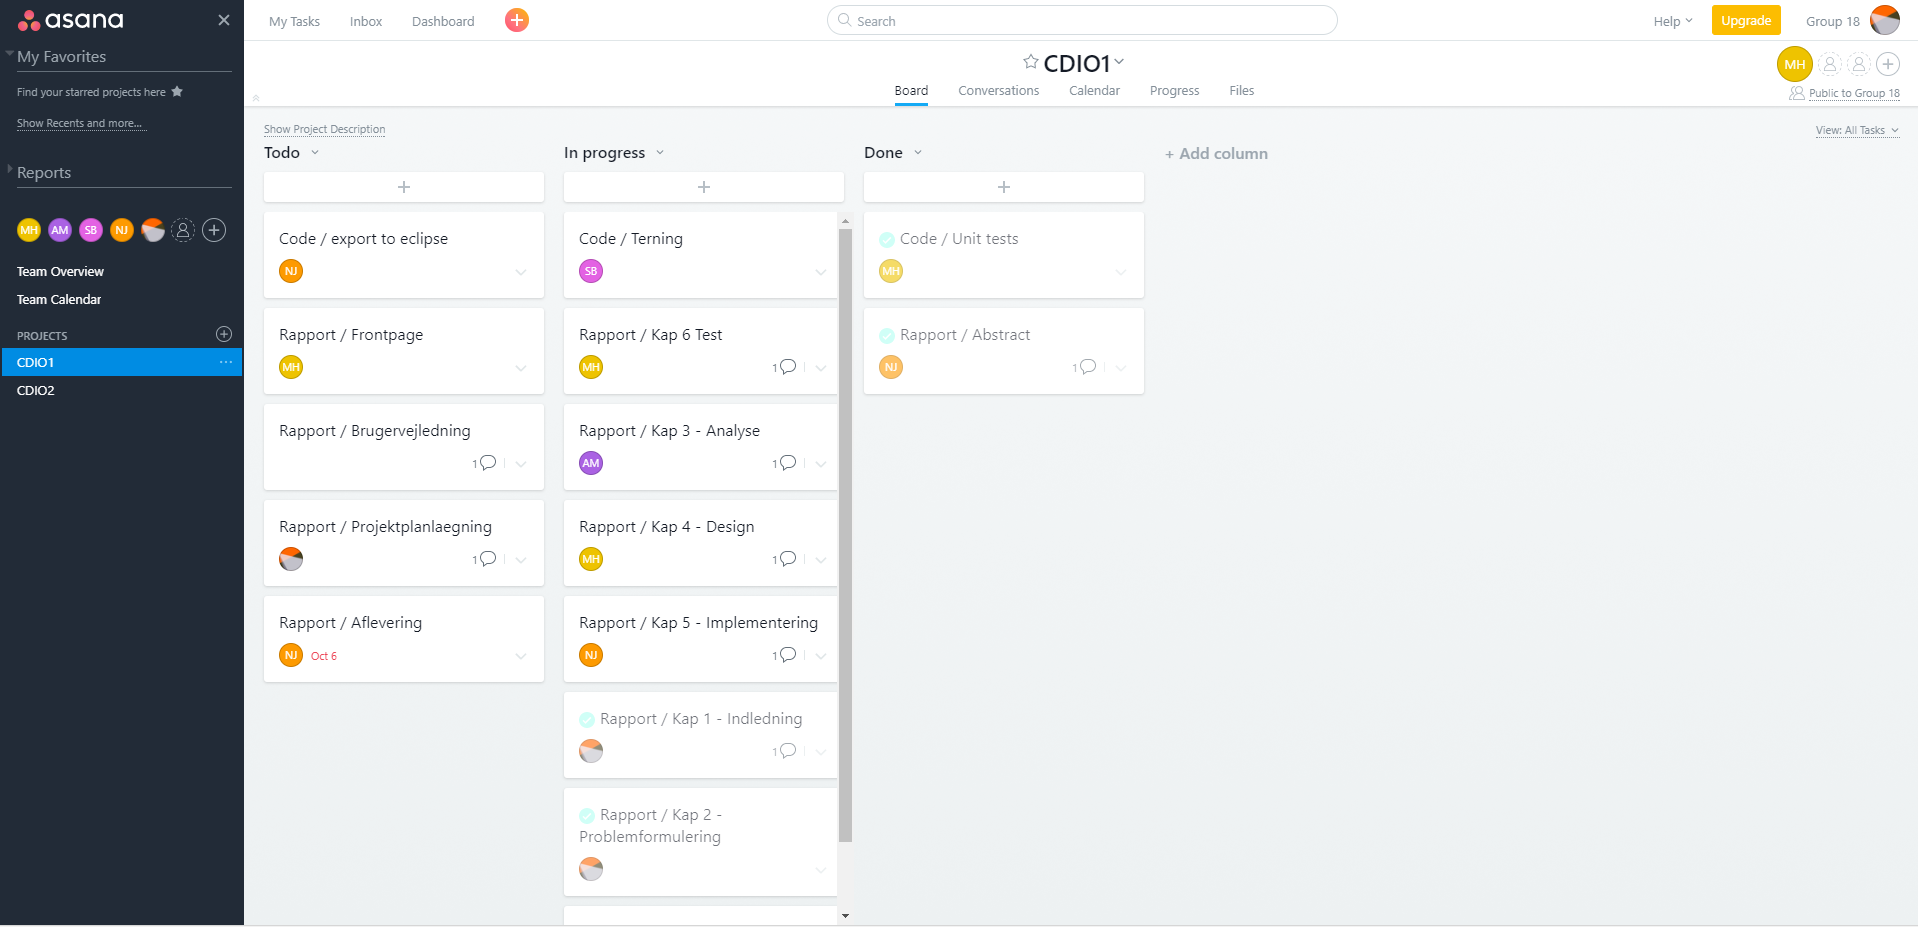 asana
My Tasks
Inbox
Dashboard
Search
Help
Upgrade
Group 18
My Favorites
Find your starred projects here
Show Recents and more...
Reports
MH
AM
SB
NJ
Team Overview
Team Calendar
PROJECTS
CDIO1
CDIO2
CDIO1
Board
Conversations
Calendar
Progress
Files
MH
Public to Group 18
Show Project Description
View: All Tasks
Todo
Code / export to eclipse
NJ
Rapport / Frontpage
MH
Rapport / Brugervejledning
1
Rapport / Projektplanlaegning
1
Rapport / Aflevering
NJ Oct 6
In progress
Code / Terning
SB
Rapport / Kap 6 Test
MH 1
Rapport / Kap 3 - Analyse
AM 1
Rapport / Kap 4 - Design
MH 1
Rapport / Kap 5 - Implementering
NJ 1
Rapport / Kap 1 - Indledning
1
Rapport / Kap 2 -
Problemformulering
Done
Code / Unit tests
MH
Rapport / Abstract
NJ 1
+ Add column